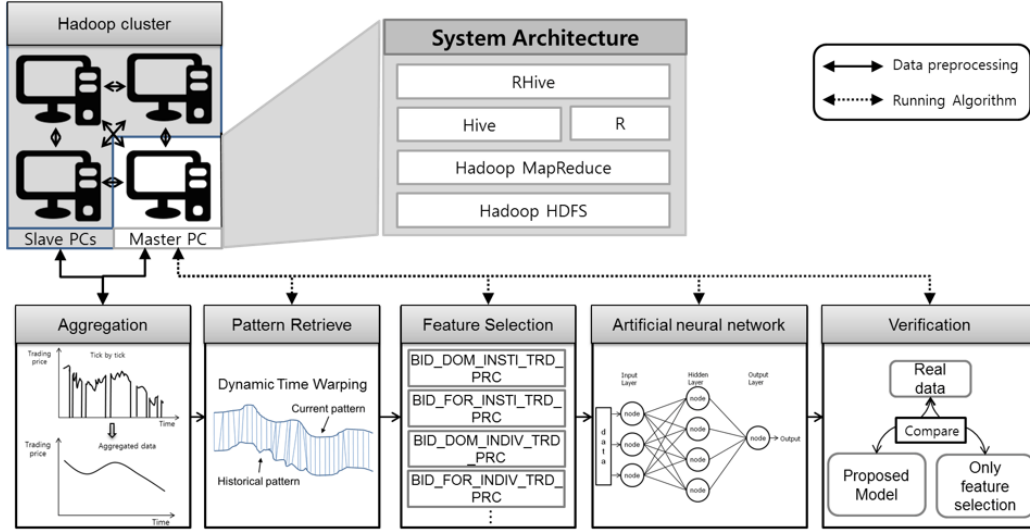 Hadoop cluster
Slave PCs
Master PC
System Architecture
RHive
Hive
R
Hadoop MapReduce
Hadoop HDFS
Data preprocessing
Running Algorithm
Aggregation
Trading
price
Tick by tick
Time
Trading
price
Aggregated data
Time
Pattern Retrieve
Dynamic Time Warping
Current pattern
Historical pattern
Feature Selection
BID_DOM_INSTI_TRD_
PRC
BID_FOR_INSTI_TRD_
PRC
BID_DOM_INDIV_TRD
_PRC
BID_FOR_INDIV_TRD_
PRC
⋮
Artificial neural network
Input
Layer
Hidden
Layer
Output
Layer
data
node
node
node
node
node
node
node
node
Output
Verification
Real
data
Compare
Proposed
Model
Only
feature
selection